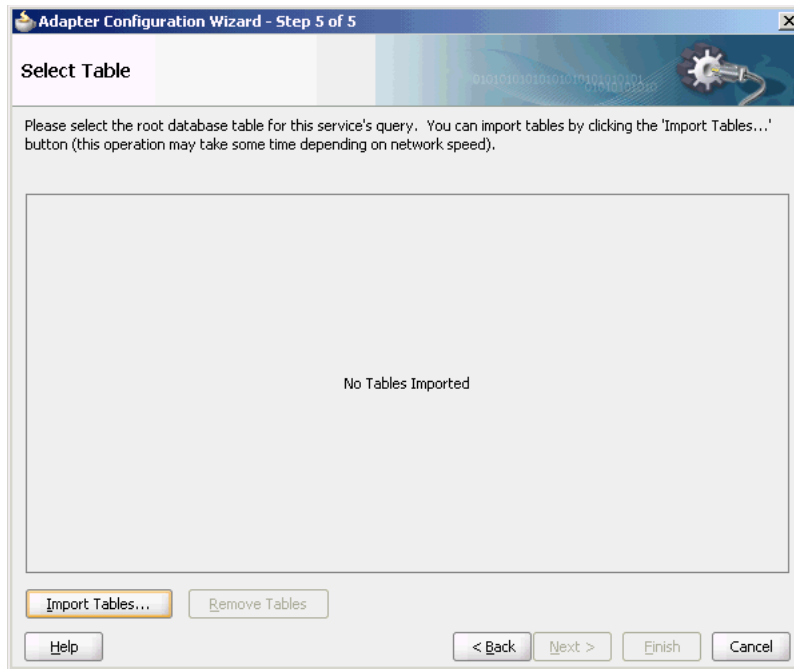 Adapter Configuration Wizard - Step 5 of 5
Select Table
Please select the root database table for this service's query. You can import tables by clicking the 'Import Tables...'
button (this operation may take some time depending on network speed).
No Tables Imported
Import Tables... Remove Tables
Help < Back Next > Finish Cancel